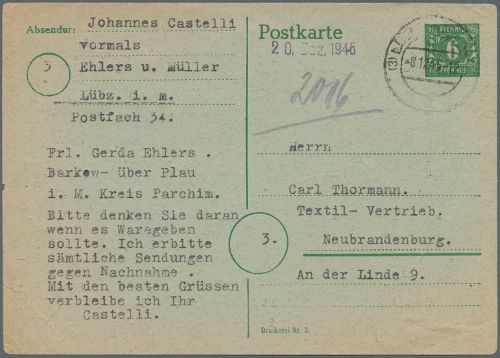 Absender:
Johannes Castelli
vormals
3
Ehlers u. Müller
Lübz. i. m.
Postfach 34.
Frl. Gerda Ehlers .
Barkow- über Plau
i. M. Kreis Parchim.
Bitte denken Sie daran
wenn es Waregeben
sollte. Ich erbitte
sämtliche Sendungen
gegen Nachnahme .
Mit den besten Grüssen
verbleibe ich Ihr
Castelli.
Postkarte
20. Dez. 1946
PFENNIG
6
2016
Herrn
Carl Thormann.
Textil- Vertrieb.
3.
Neubrandenburg.
An der Linde 9.
Druckerei Nr. 2.